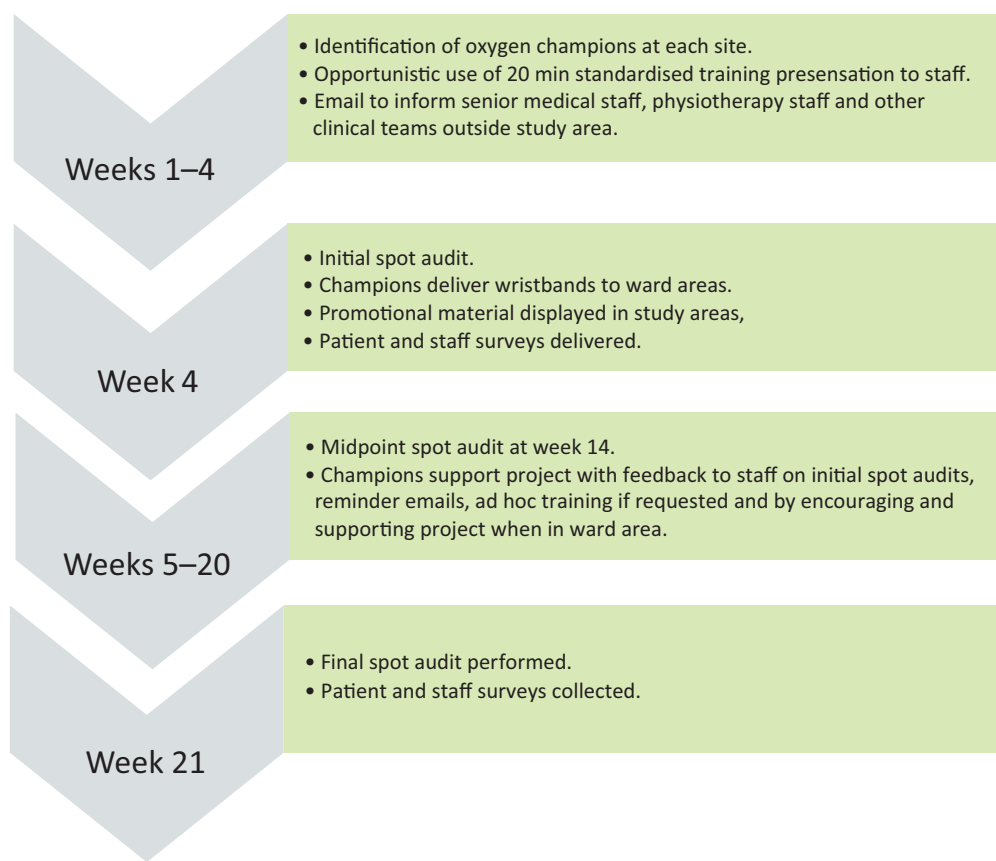 • Identification of oxygen champions at each site.
• Opportunistic use of 20 min standardised training presensation to staff.
• Email to inform senior medical staff, physiotherapy staff and other
clinical teams outside study area.
Weeks 1–4
• Initial spot audit.
• Champions deliver wristbands to ward areas.
• Promotional material displayed in study areas,
• Patient and staff surveys delivered.
Week 4
• Midpoint spot audit at week 14.
• Champions support project with feedback to staff on initial spot audits,
reminder emails, ad hoc training if requested and by encouraging and
supporting project when in ward area.
Weeks 5–20
• Final spot audit performed.
• Patient and staff surveys collected.
Week 21